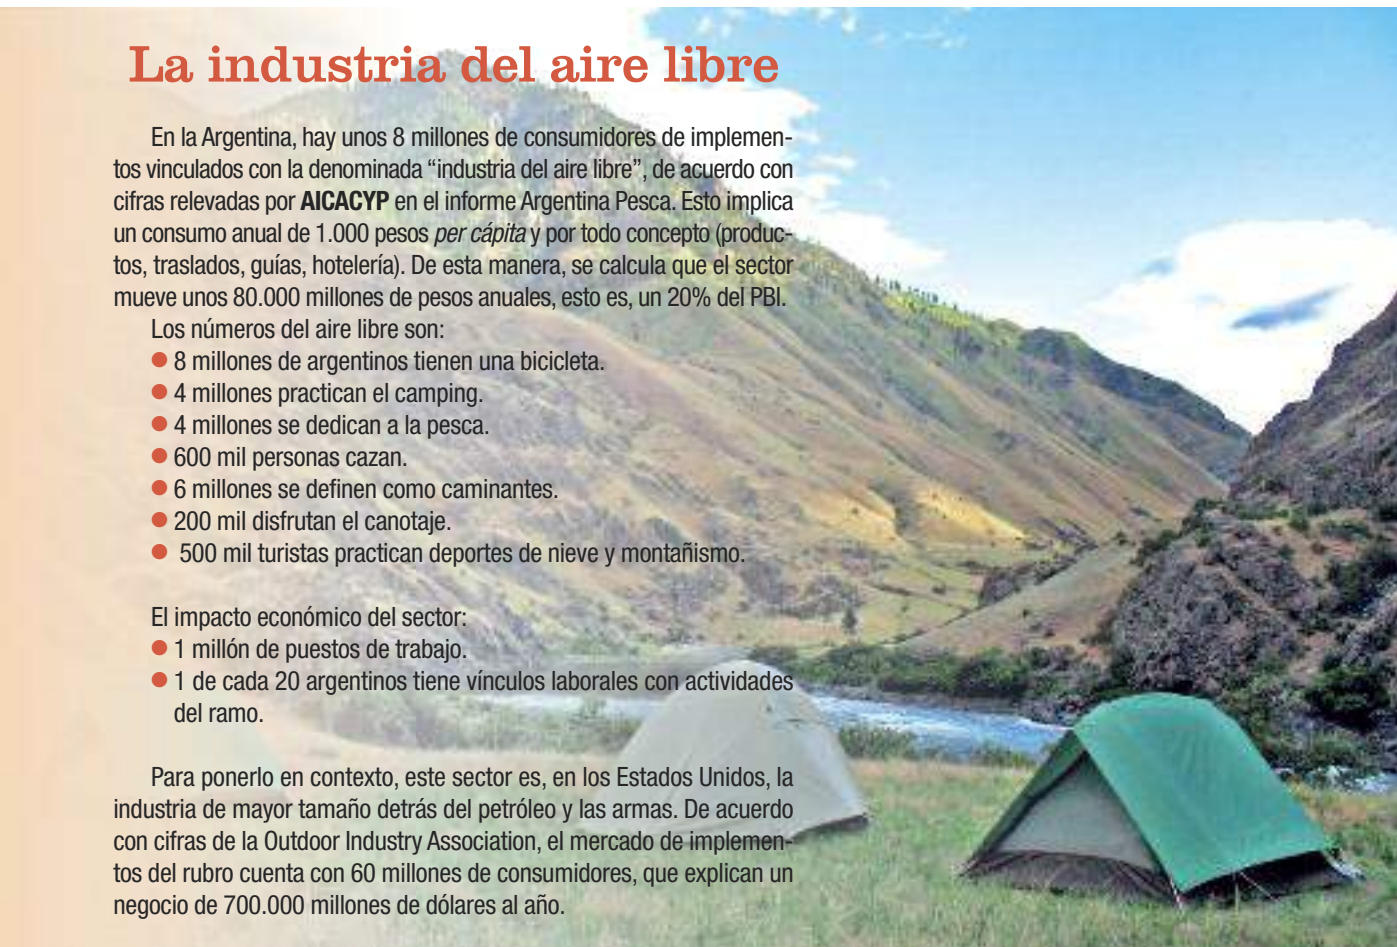 La industria del aire libre
En la Argentina, hay unos 8 millones de consumidores de implemen-
tos vinculados con la denominada “industria del aire libre”, de acuerdo con
cifras relevadas por AICACYP en el informe Argentina Pesca. Esto implica
un consumo anual de 1.000 pesos per cápita y por todo concepto (produc-
tos, traslados, guías, hotelería). De esta manera, se calcula que el sector
mueve unos 80.000 millones de pesos anuales, esto es, un 20% del PBI.
Los números del aire libre son:
● 8 millones de argentinos tienen una bicicleta.
● 4 millones practican el camping.
● 4 millones se dedican a la pesca.
● 600 mil personas cazan.
● 6 millones se definen como caminantes.
● 200 mil disfrutan el canotaje.
● 500 mil turistas practican deportes de nieve y montañismo.
El impacto económico del sector:
● 1 millón de puestos de trabajo.
● 1 de cada 20 argentinos tiene vínculos laborales con actividades
del ramo.
Para ponerlo en contexto, este sector es, en los Estados Unidos, la
industria de mayor tamaño detrás del petróleo y las armas. De acuerdo
con cifras de la Outdoor Industry Association, el mercado de implemen-
tos del rubro cuenta con 60 millones de consumidores, que explican un
negocio de 700.000 millones de dólares al año.